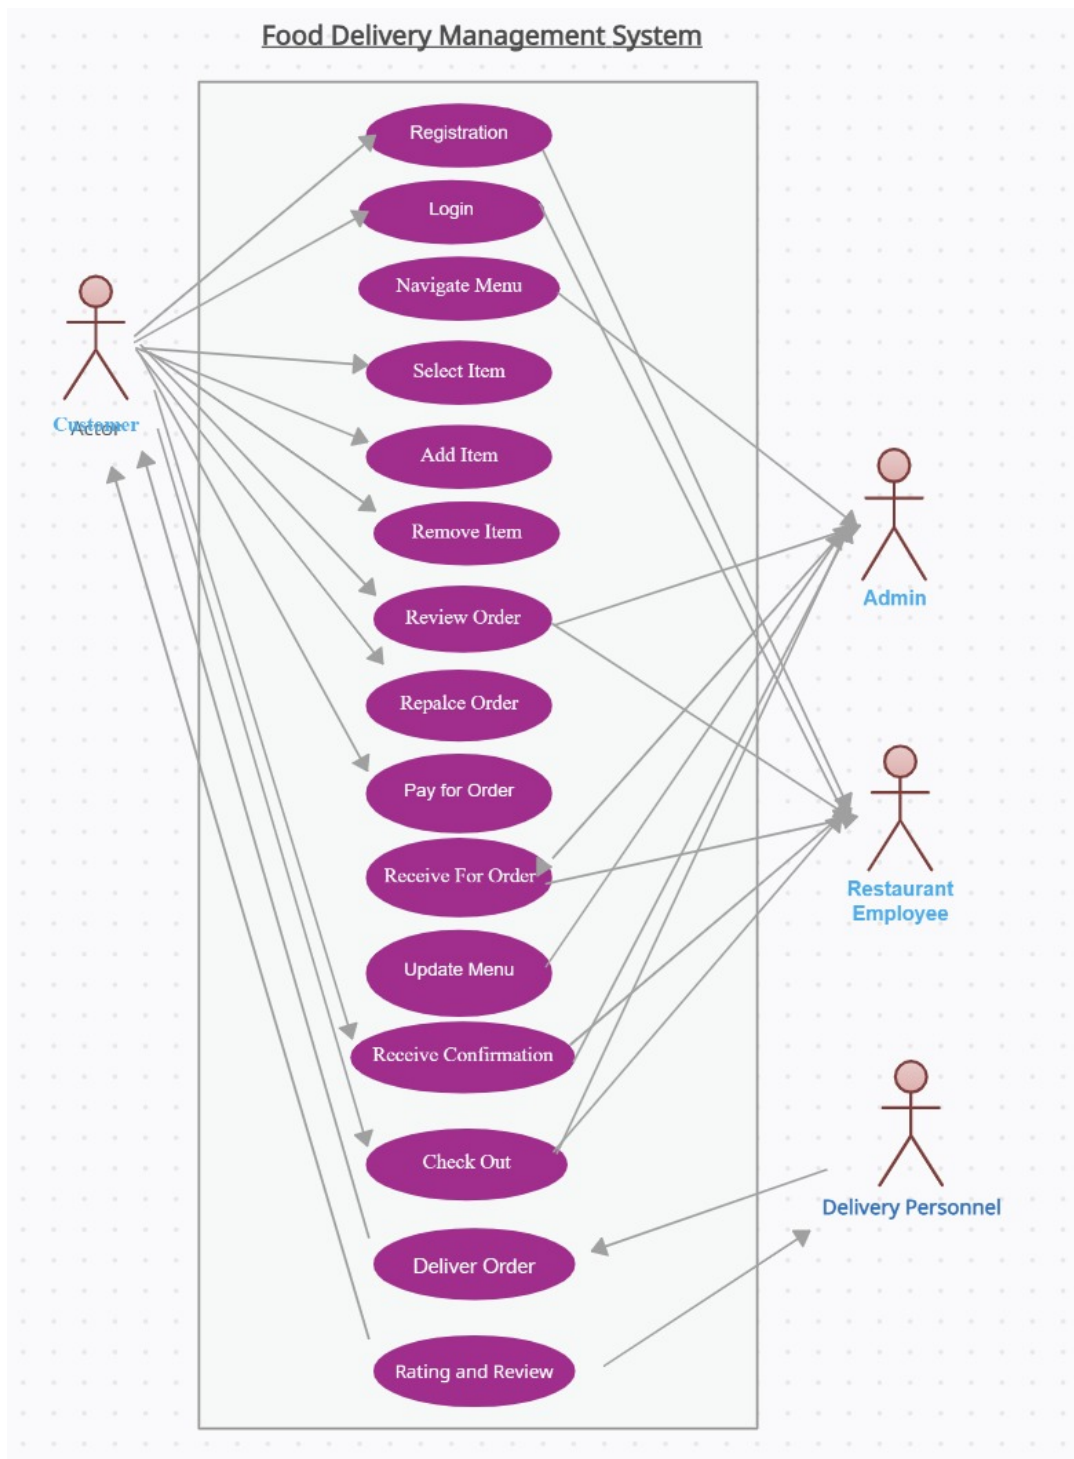 Food Delivery Management System
Registration
Login
Navigate Menu
Select Item
Customer
Actor
Add Item
Remove Item
Admin
Review Order
Repalce Order
Pay for Order
Receive For Order
Restaurant
Employee
Update Menu
Receive Confirmation
Check Out
Delivery Personnel
Deliver Order
Rating and Review